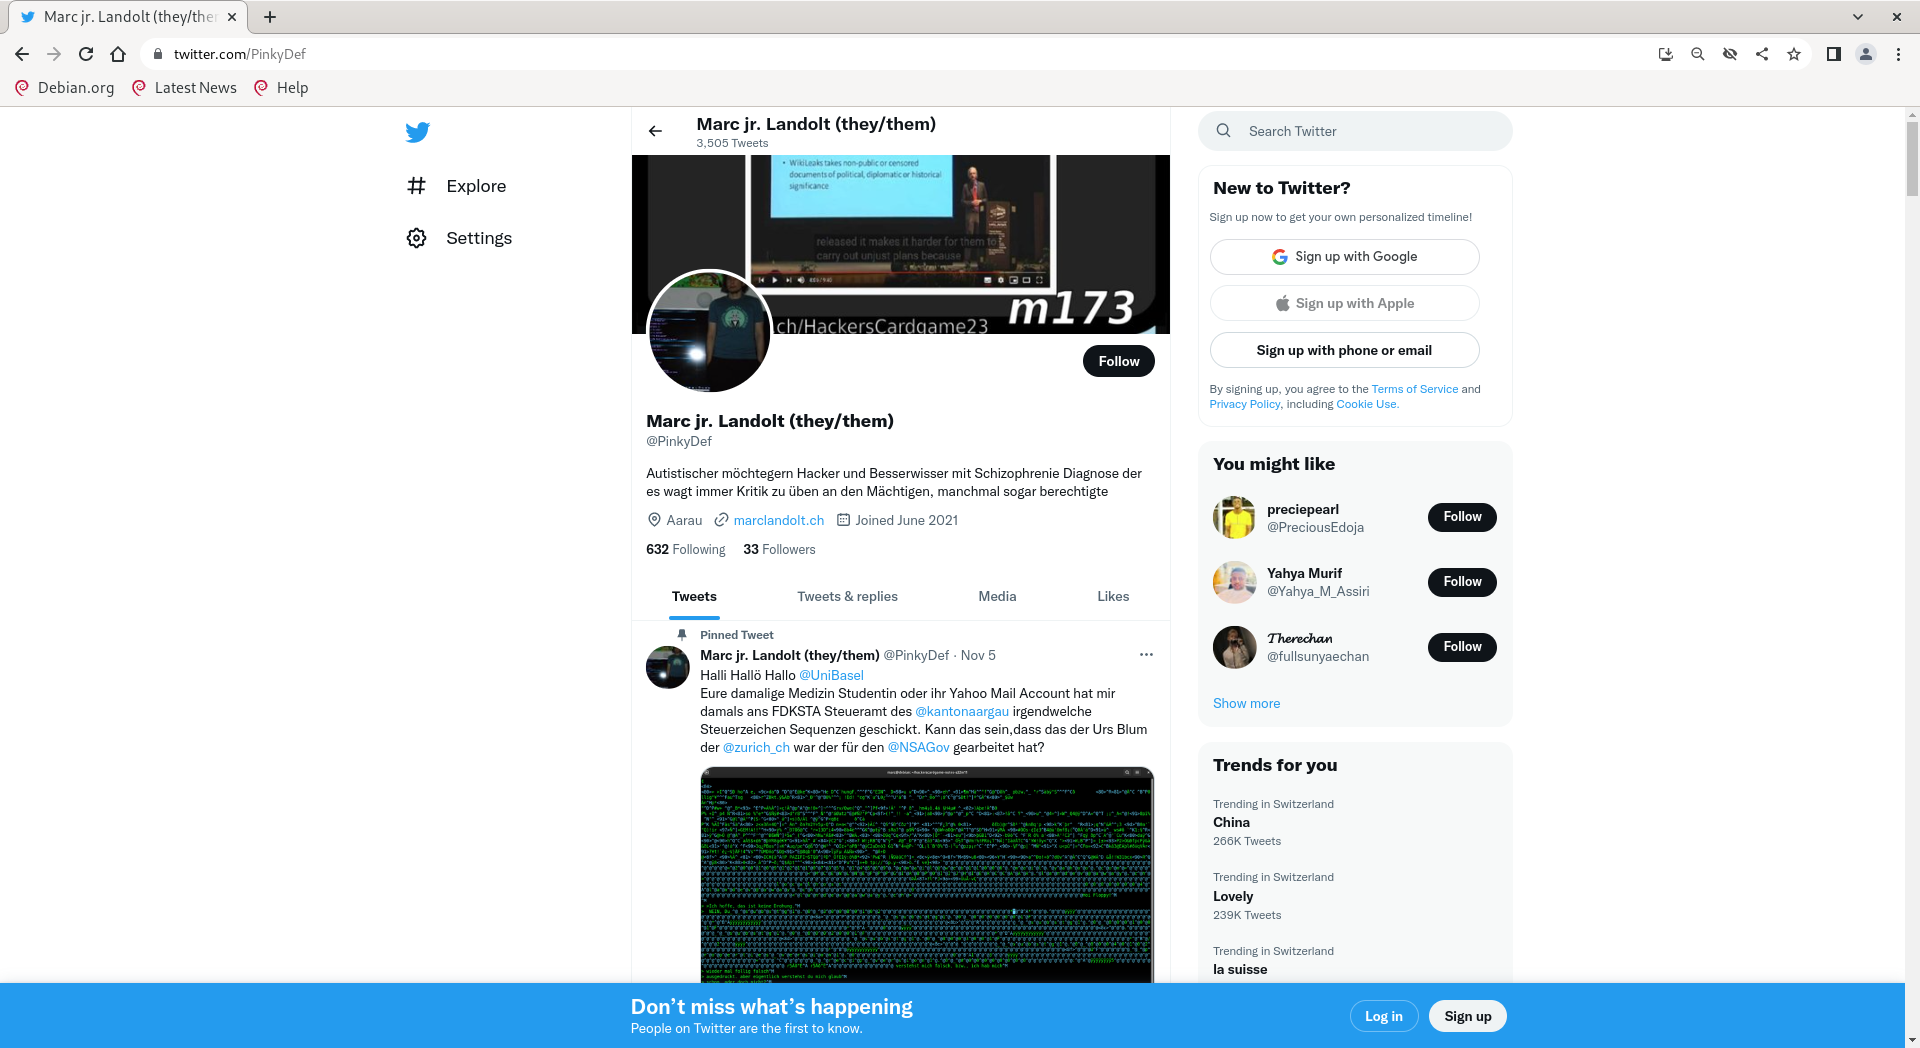 Marc jr. Landolt (they/the
twitter.com/PinkyDef
Debian.org
Latest News
Help
Explore
Settings
Marc jr. Landolt (they/them)
3,505 Tweets
WikiLeaks takes non-public or censored
documents of political, diplomatic or historical
significance
released it makes it harder for them to
carry out unjust plans because
m173
.ch/HackersCardgame23
Follow
Marc jr. Landolt (they/them)
@PinkyDef
Autistischer möchtegern Hacker und Besserwisser mit Schizophrenie Diagnose der
es wagt immer Kritik zu üben an den Mächtigen, manchmal sogar berechtigte
Aarau marclandolt.ch Joined June 2021
632 Following 33 Followers
Tweets Tweets & replies Media Likes
Pinned Tweet
Marc jr. Landolt (they/them) @PinkyDef · Nov 5
Halli Hallö Hallo @UniBasel
Eure damalige Medizin Studentin oder ihr Yahoo Mail Account hat mir
damals ans FDKSTA Steueramt des @kantonaargau irgendwelche
Steuerzeichen Sequenzen geschickt. Kann das sein,dass das der Urs Blum
der @zurich_ch war der für den @NSAGov gearbeitet hat?
Search Twitter
New to Twitter?
Sign up now to get your own personalized timeline!
Sign up with Google
Sign up with Apple
Sign up with phone or email
By signing up, you agree to the Terms of Service and
Privacy Policy, including Cookie Use.
You might like
preciepearl
@PreciousEdoja
Follow
Yahya Murif
@Yahya_M_Assiri
Follow
𝓣𝓱𝓮𝓻𝓮𝓬𝓱𝓪𝓷
@fullsunyaechan
Follow
Show more
Trends for you
Trending in Switzerland
China
266K Tweets
Trending in Switzerland
Lovely
239K Tweets
Trending in Switzerland
la suisse
Don't miss what's happening
People on Twitter are the first to know.
Log in
Sign up